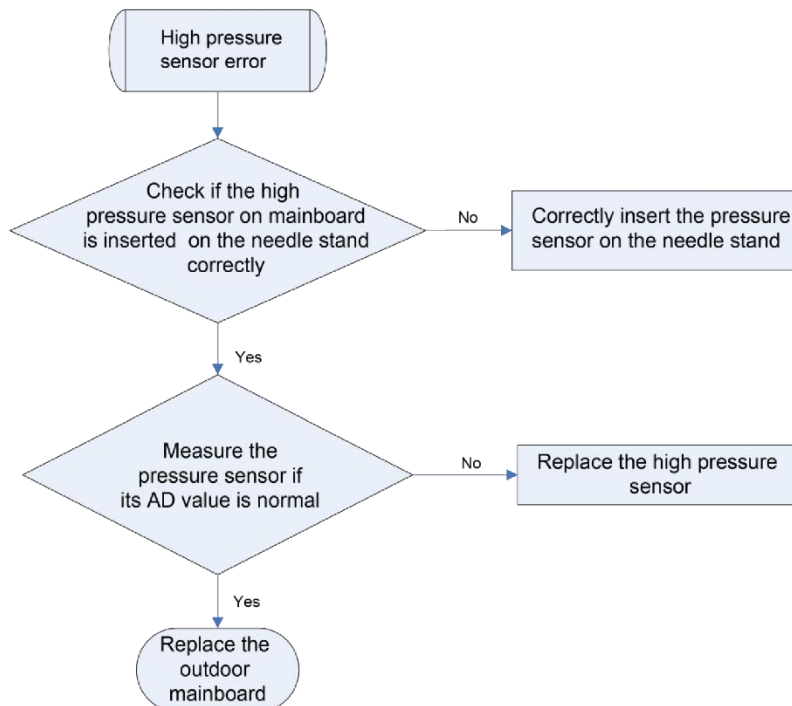 High pressure
sensor error
Check if the high
pressure sensor on mainboard
is inserted on the needle stand
correctly
No
Correctly insert the pressure
sensor on the needle stand
Yes
Measure the
pressure sensor if
its AD value is normal
No
Replace the high pressure
sensor
Yes
Replace the
outdoor
mainboard